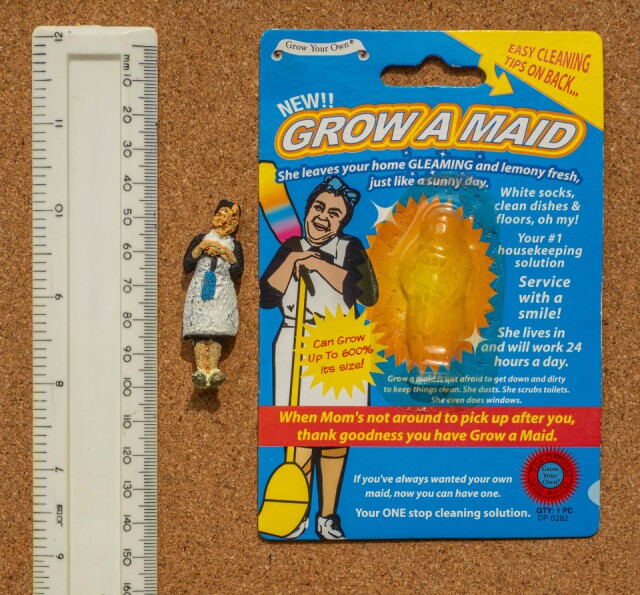 12
11
10
9
8
7
6
mm 10
20
30
40
50
60
70
80
90
100
110
120
130
140
150
160
Grow Your Own®
EASY CLEANING
TIPS ON BACK...
NEW!!
GROW A MAID
She leaves your home GLEAMING and lemony fresh,
just like a sunny day.
White socks,
clean dishes &
floors, oh my!
Your #1
housekeeping
solution
Service
with a
smile!
She lives in
and will work 24
hours a day.
Can Grow
Up To 600%
its size!
Grow a maid is not afraid to get down and dirty
to keep things clean. She dusts. She scrubs toilets.
She even does windows.
When Mom's not around to pick up after you,
thank goodness you have Grow a Maid.
If you've always wanted your own
maid, now you can have one.
Your ONE stop cleaning solution.
Grow
Your
Own®
QTY: 1 PC
DP 0282